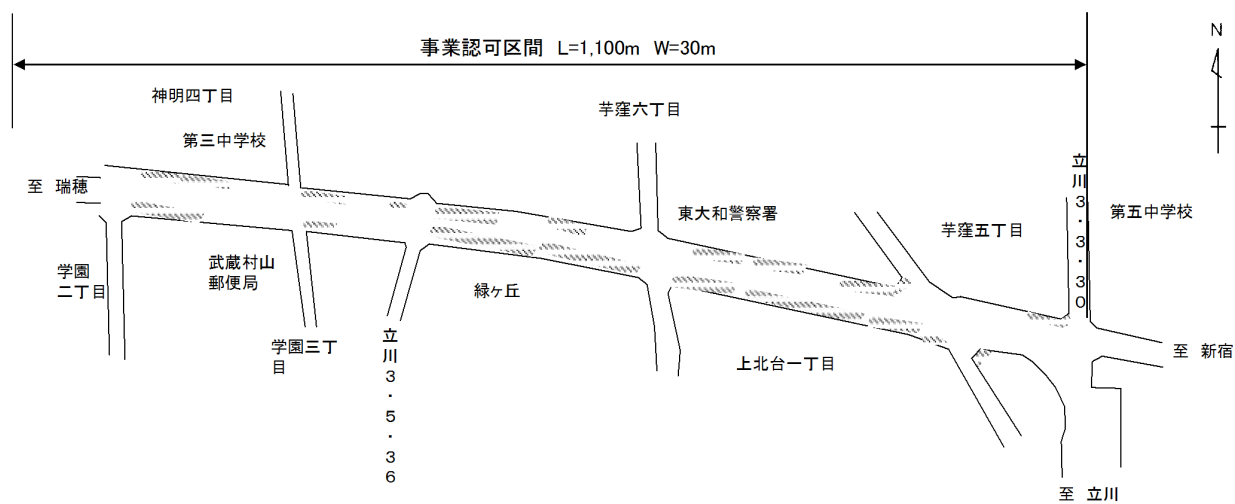 事業認可区間 L=1,100m W=30m
N
神明四丁目
芋窪六丁目
第三中学校
至 瑞穂
東大和警察署
立川3・3・30
第五中学校
芋窪五丁目
学園
二丁目
武蔵村山
郵便局
緑ヶ丘
学園三丁
目
立川3・5・36
上北台一丁目
至 新宿
至 立川